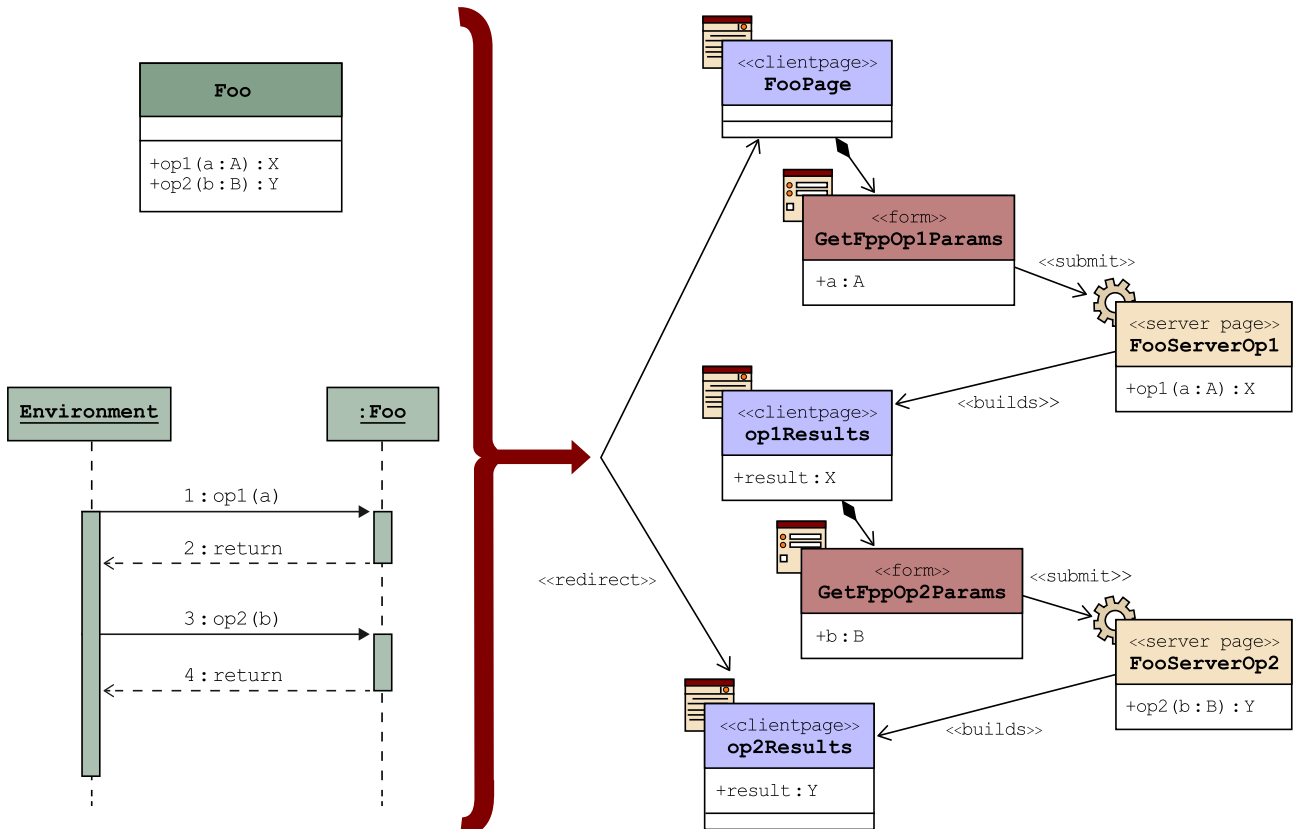 Foo
+op1(a:A):X
+op2(b:B):Y
Environment
:Foo
1:op1(a)
2:return
3:op2(b)
4:return
<<clientpage>>
FooPage
<<form>>
GetFppOp1Params
+a:A
<<submit>>
<<server page>>
FooServerOp1
+op1(a:A):X
<<builds>>
<<clientpage>>
op1Results
+result:X
<<redirect>>
<<form>>
GetFppOp2Params
+b:B
<<submit>>
<<server page>>
FooServerOp2
+op2(b:B):Y
<<builds>>
<<clientpage>>
op2Results
+result:Y